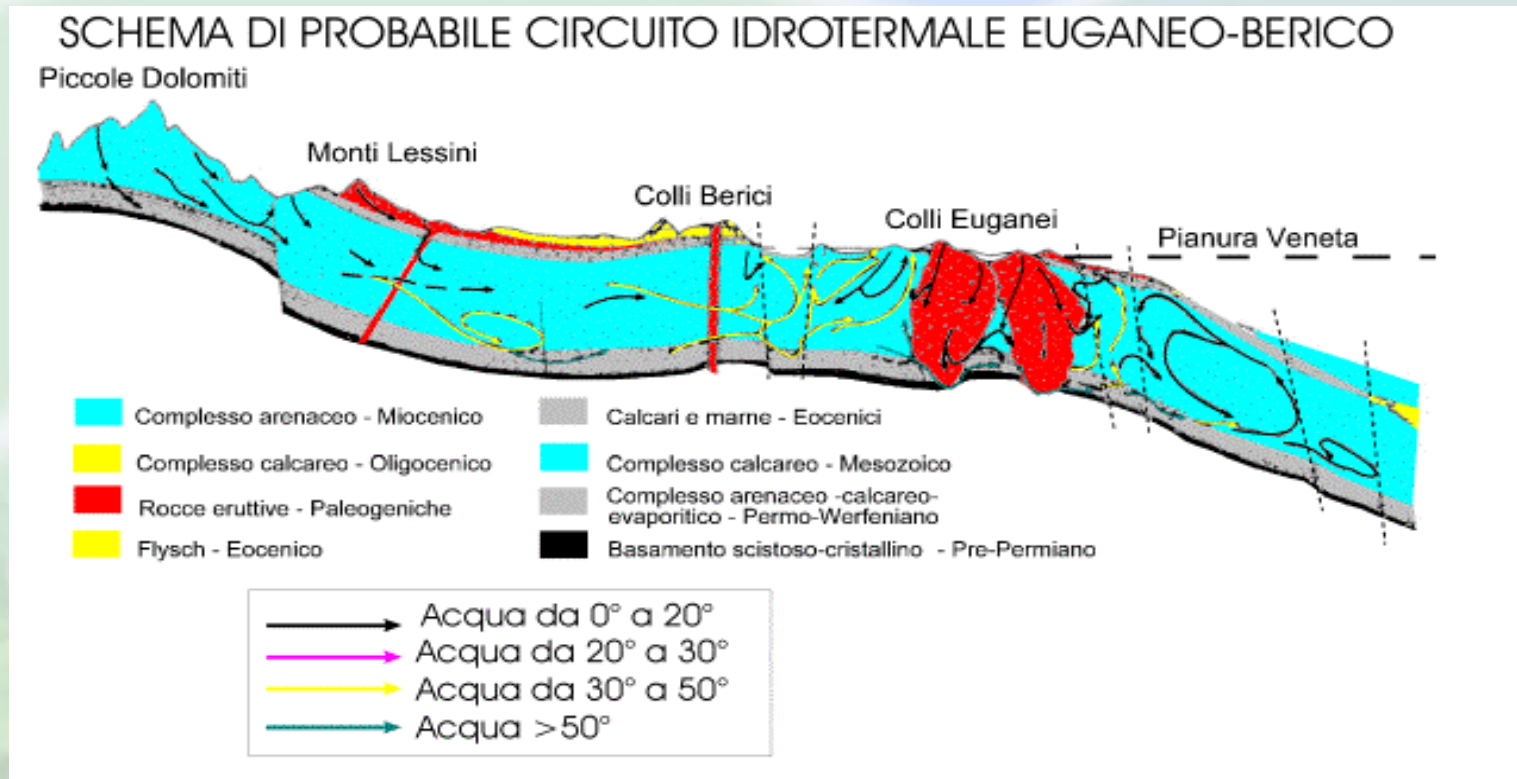 SCHEMA DI PROBABILE CIRCUITO IDROTERMALE EUGANEO-BERICO
Piccole Dolomiti
Monti Lessini
Colli Berici
Colli Euganei
Pianura Veneta
Complesso arenaceo - Miocenico
Complesso calcareo - Oligocenico
Rocce eruttive - Paleogeniche
Flysch - Eocenico
Calcari e marne - Eocenici
Complesso calcareo - Mesozoico
Complesso arenaceo -calcareo-
evaporitico - Permo-Werfeniano
Basamento scistoso-cristallino - Pre-Permiano
Acqua da 0° a 20°
Acqua da 20° a 30°
Acqua da 30° a 50°
Acqua >50°